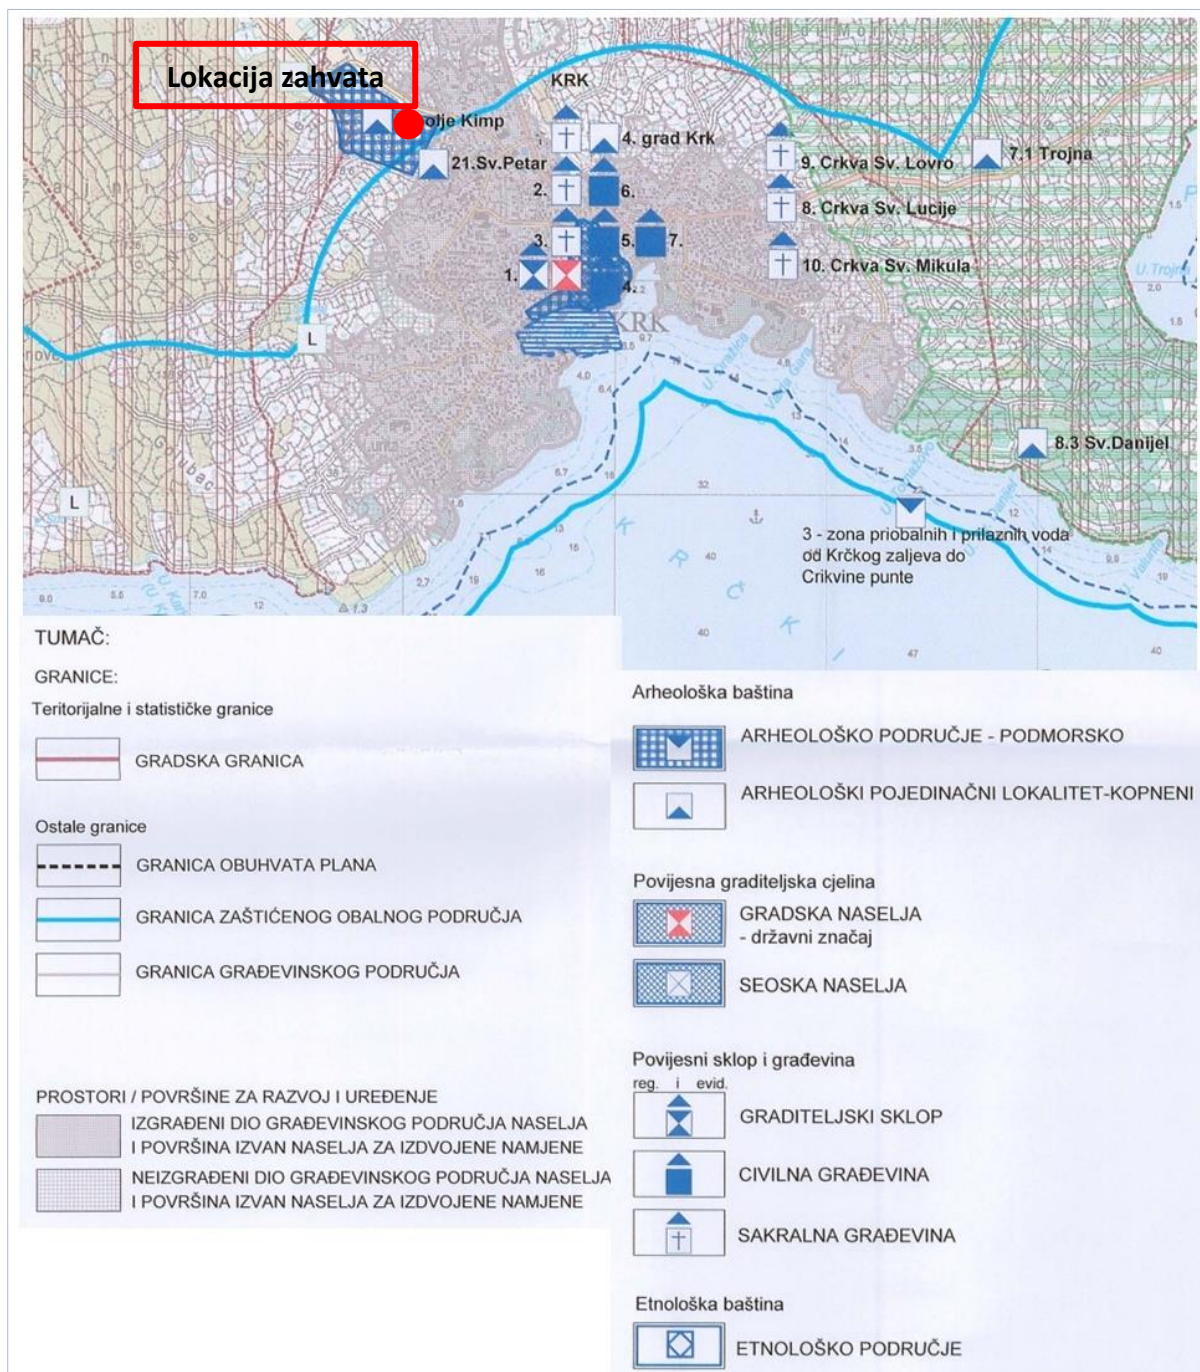 Lokacija zahvata
KRK
olje Kimp
4. grad Krk
21.Sv.Petar
9. Crkva Sv. Lovro
7.1 Trojna
2.
6.
8. Crkva Sv. Lucije
3.
5.
7.
1.
10. Crkva Sv. Mikula
4.
U.Trojna
KRK
L
8.3 Sv.Danijel
L
3 - zona priobalnih i prilaznih voda
od Krčkog zaljeva do
Crikvine punte
K R Č K I
TUMAČ:
GRANICE:
Teritorijalne i statističke granice
GRADSKA GRANICA
Ostale granice
GRANICA OBUHVATA PLANA
GRANICA ZAŠTIĆENOG OBALNOG PODRUČJA
GRANICA GRAĐEVINSKOG PODRUČJA
PROSTORI / POVRŠINE ZA RAZVOJ I UREĐENJE
IZGRAĐENI DIO GRAĐEVINSKOG PODRUČJA NASELJA
I POVRŠINA IZVAN NASELJA ZA IZDVOJENE NAMJENE
NEIZGRAĐENI DIO GRAĐEVINSKOG PODRUČJA NASELJA
I POVRŠINA IZVAN NASELJA ZA IZDVOJENE NAMJENE
Arheološka baština
ARHEOLOŠKO PODRUČJE - PODMORSKO
ARHEOLOŠKI POJEDINAČNI LOKALITET-KOPNENI
Povijesna graditeljska cjelina
GRADSKA NASELJA
- državni značaj
SEOSKA NASELJA
Povijesni sklop i građevina
reg. i evid.
GRADITELJSKI SKLOP
CIVILNA GRAĐEVINA
SAKRALNA GRAĐEVINA
Etnološka baština
ETNOLOŠKO PODRUČJE